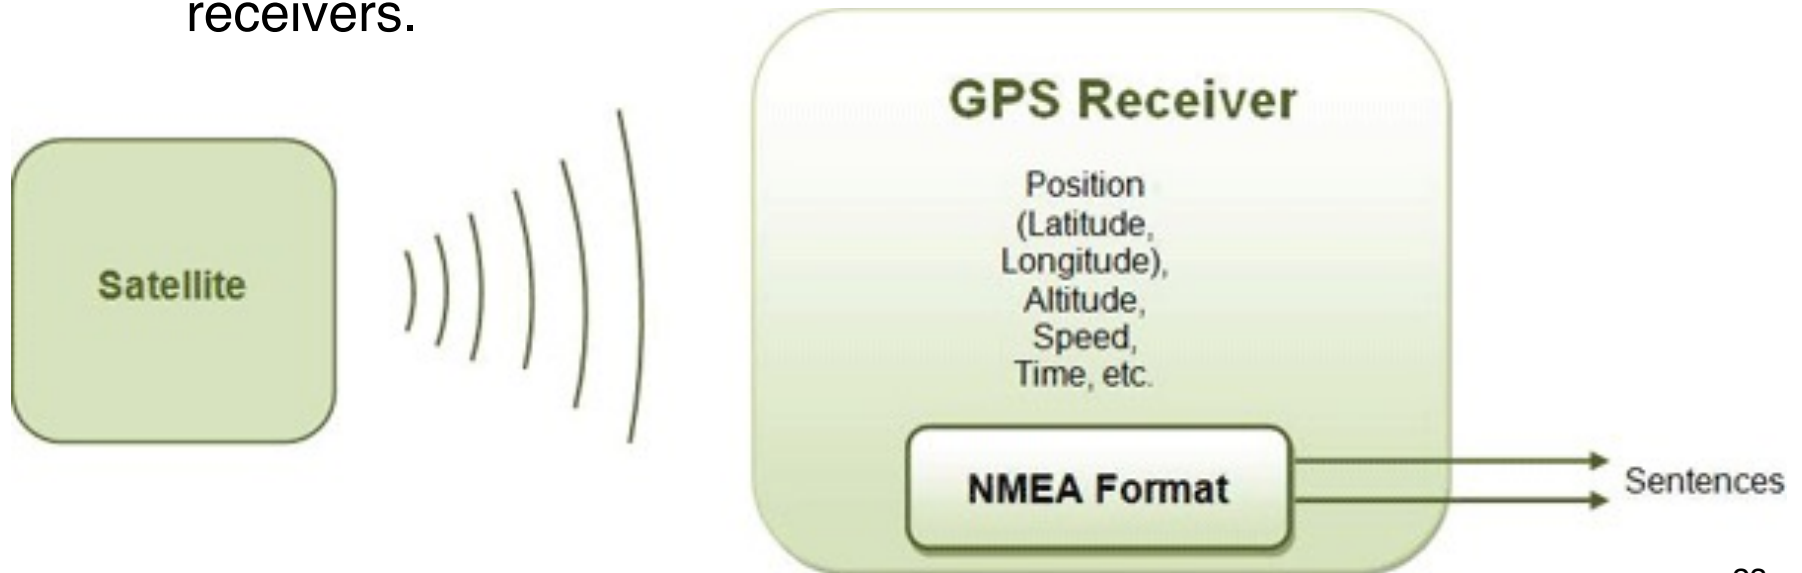 receivers.
GPS Receiver
Position
(Latitude,
Longitude),
Altitude,
Speed,
Time, etc.
Satellite
NMEA Format
Sentences